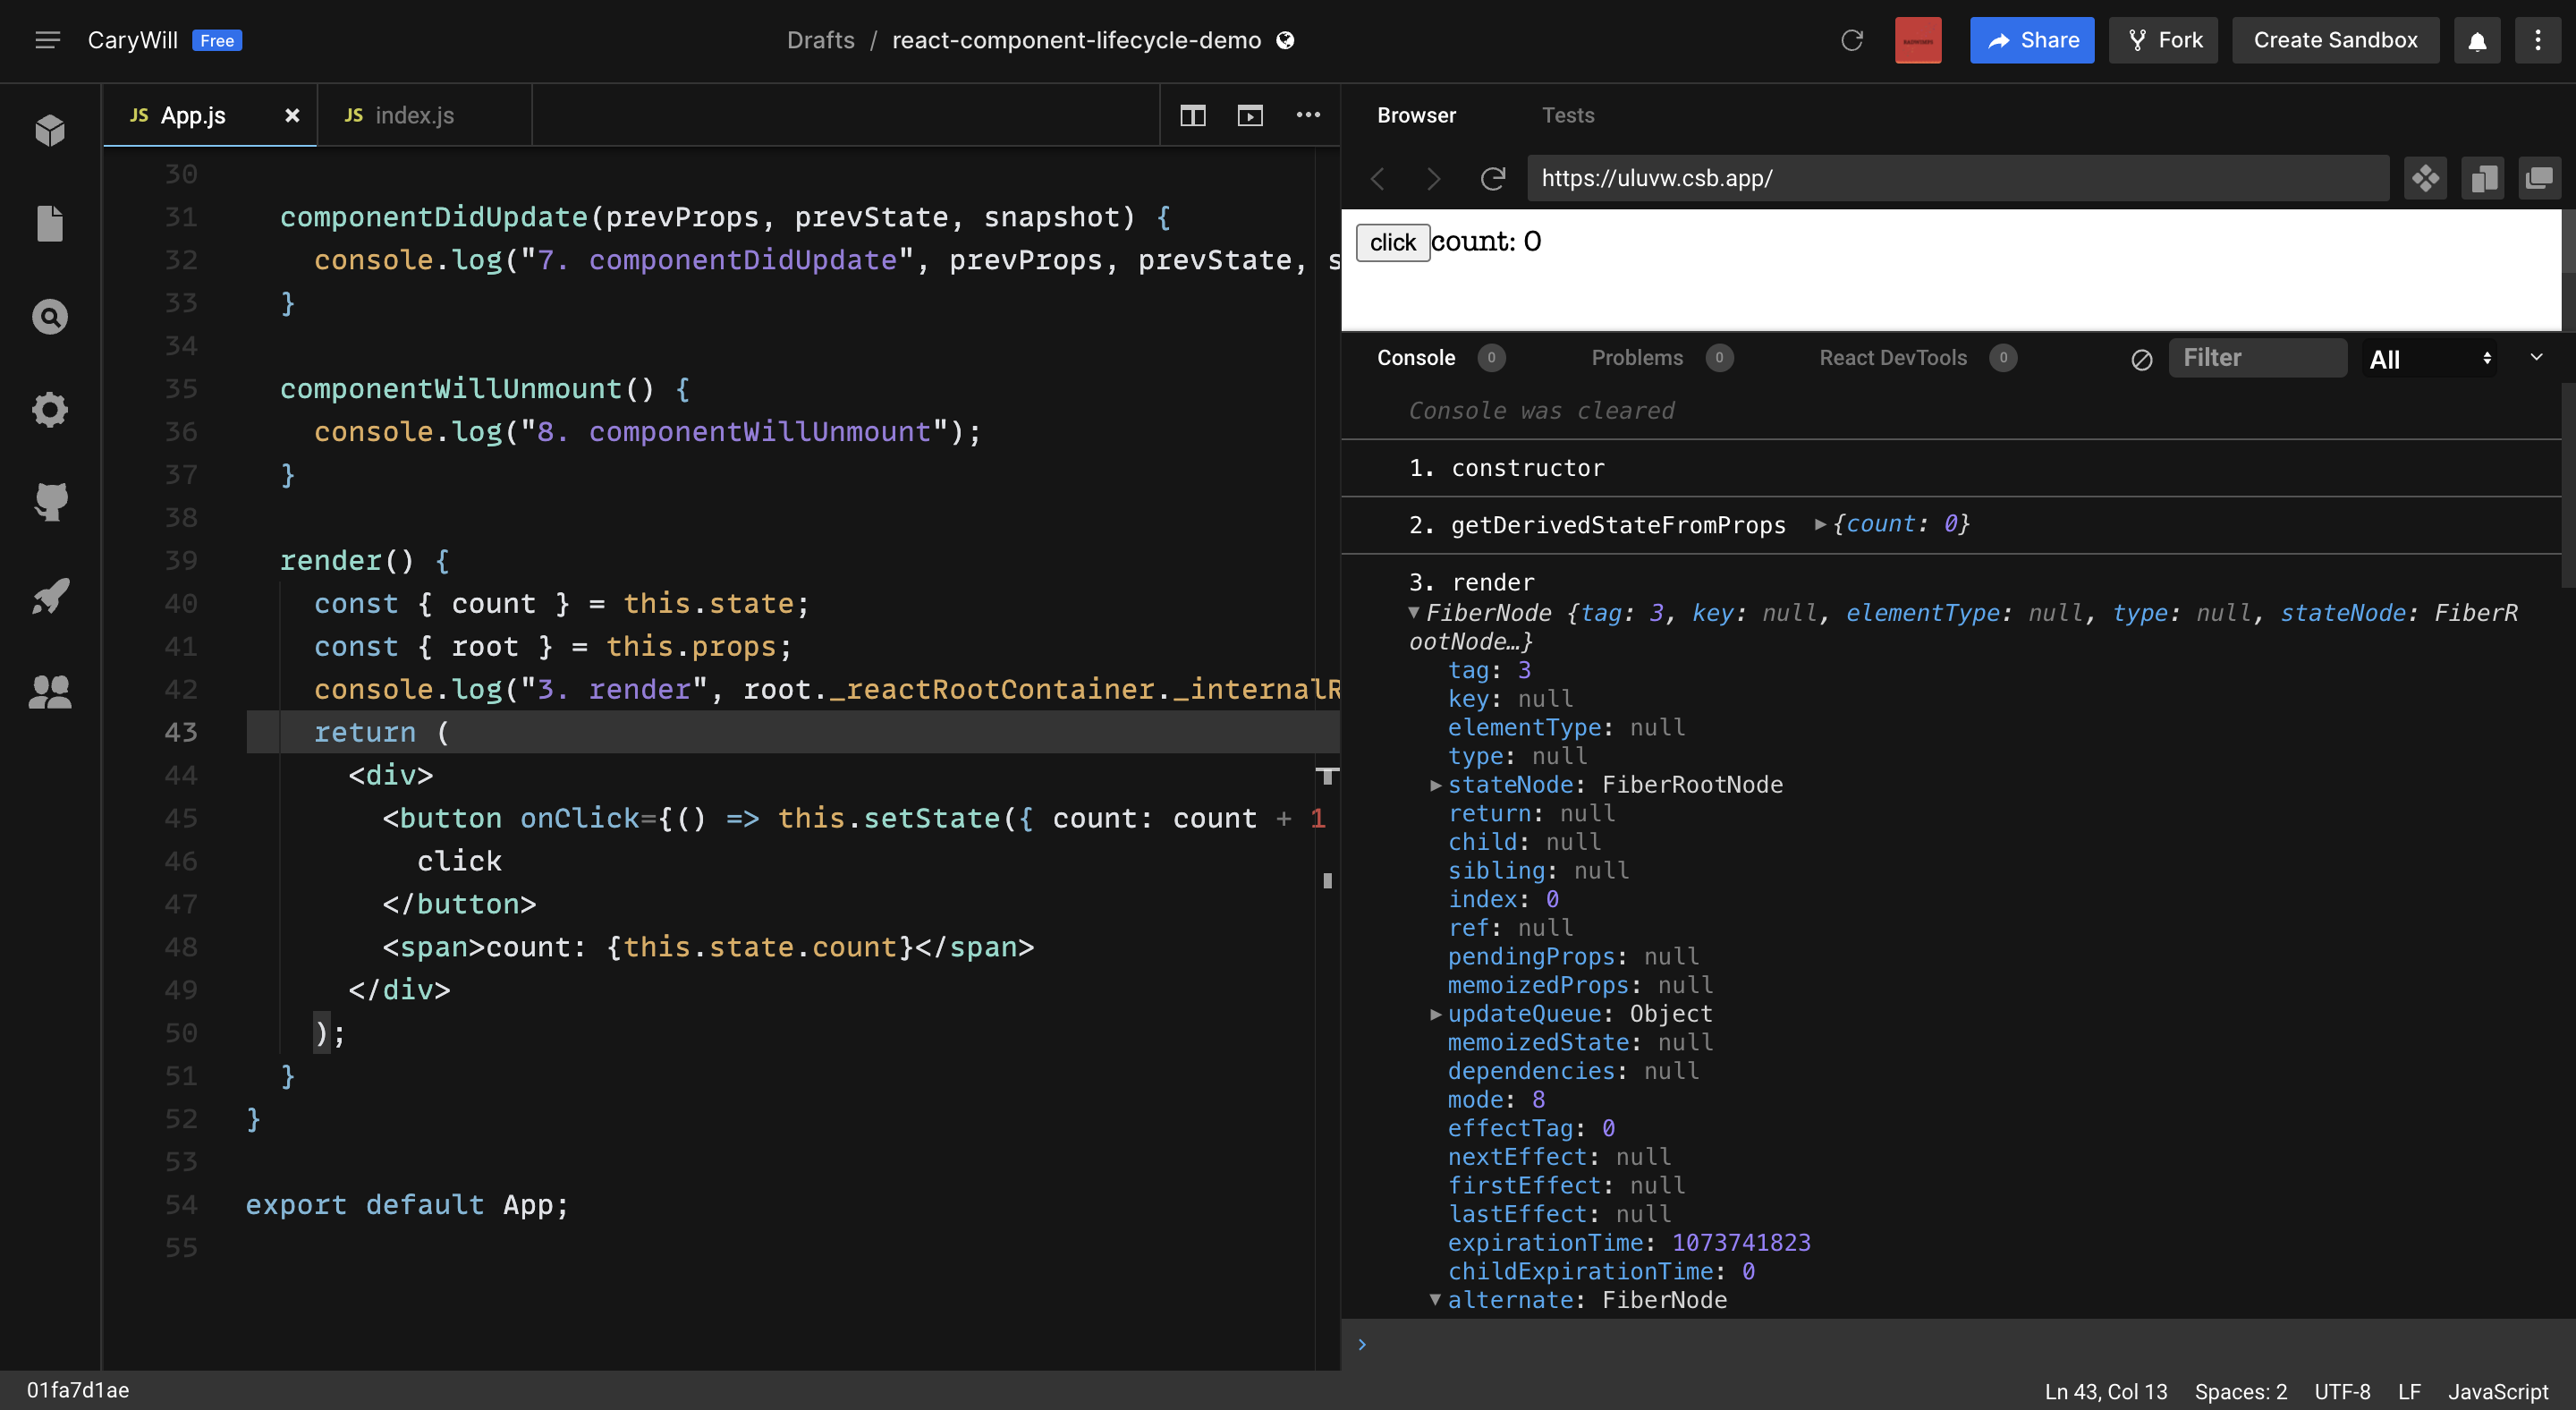 CaryWill Free
Drafts / react-component-lifecycle-demo
Share
Fork
Create Sandbox
JS App.js
JS index.js
30
31 componentDidUpdate(prevProps, prevState, snapshot) {
32 console.log("7. componentDidUpdate", prevProps, prevState, s
33 }
34
35 componentWillUnmount() {
36 console.log("8. componentWillUnmount");
37 }
38
39 render() {
40 const { count } = this.state;
41 const { root } = this.props;
42 console.log("3. render", root._reactRootContainer._internalR
43 return (
44 <div>
45 <button onClick={() => this.setState({ count: count + 1
46 click
47 </button>
48 <span>count: {this.state.count}</span>
49 </div>
50 );
51 }
52 }
53
54 export default App;
55
Browser
Tests
https://uluvw.csb.app/
click count: 0
Console 0
Problems 0
React DevTools 0
Filter
All
Console was cleared
1. constructor
2. getDerivedStateFromProps ▶ {count: 0}
3. render
▼ FiberNode {tag: 3, key: null, elementType: null, type: null, stateNode: FiberR
ootNode…}
tag: 3
key: null
elementType: null
type: null
▶ stateNode: FiberRootNode
return: null
child: null
sibling: null
index: 0
ref: null
pendingProps: null
memoizedProps: null
▶ updateQueue: Object
memoizedState: null
dependencies: null
mode: 8
effectTag: 0
nextEffect: null
firstEffect: null
lastEffect: null
expirationTime: 1073741823
childExpirationTime: 0
▼ alternate: FiberNode
01fa7d1ae
Ln 43, Col 13
Spaces: 2
UTF-8
LF
JavaScript